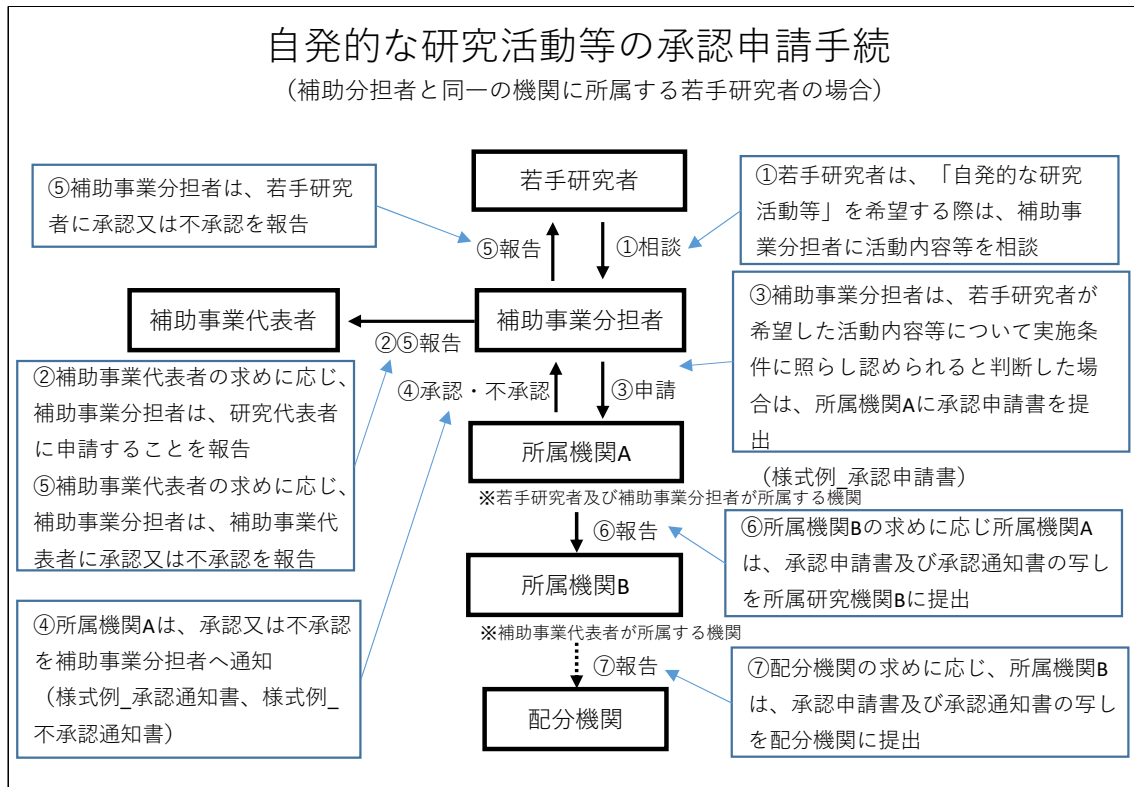 自発的な研究活動等の承認申請手続
（補助分担者と同一の機関に所属する若手研究者の場合）
⑤補助事業分担者は、若手研究
者に承認又は不承認を報告
若手研究者
①若手研究者は、「自発的な研究
活動等」を希望する際は、補助事
業分担者に活動内容等を相談
⑤報告
①相談
補助事業代表者
補助事業分担者
②⑤報告
③補助事業分担者は、若手研究者が
希望した活動内容等について実施条
件に照らし認められると判断した場
合は、所属機関Aに承認申請書を提
出
（様式例_承認申請書）
②補助事業代表者の求めに応じ、
補助事業分担者は、研究代表者
に申請することを報告
⑤補助事業代表者の求めに応じ、
補助事業分担者は、補助事業代
表者に承認又は不承認を報告
④承認・不承認
③申請
所属機関A
※若手研究者及び補助事業分担者が所属する機関
⑥報告
⑥所属機関Bの求めに応じ所属機関A
は、承認申請書及び承認通知書の写し
を所属研究機関Bに提出
所属機関B
※補助事業代表者が所属する機関
④所属機関Aは、承認又は不承認
を補助事業分担者へ通知
（様式例_承認通知書、様式例_
不承認通知書）
⑦報告
⑦配分機関の求めに応じ、所属機関B
は、承認申請書及び承認通知書の写し
を配分機関に提出
配分機関